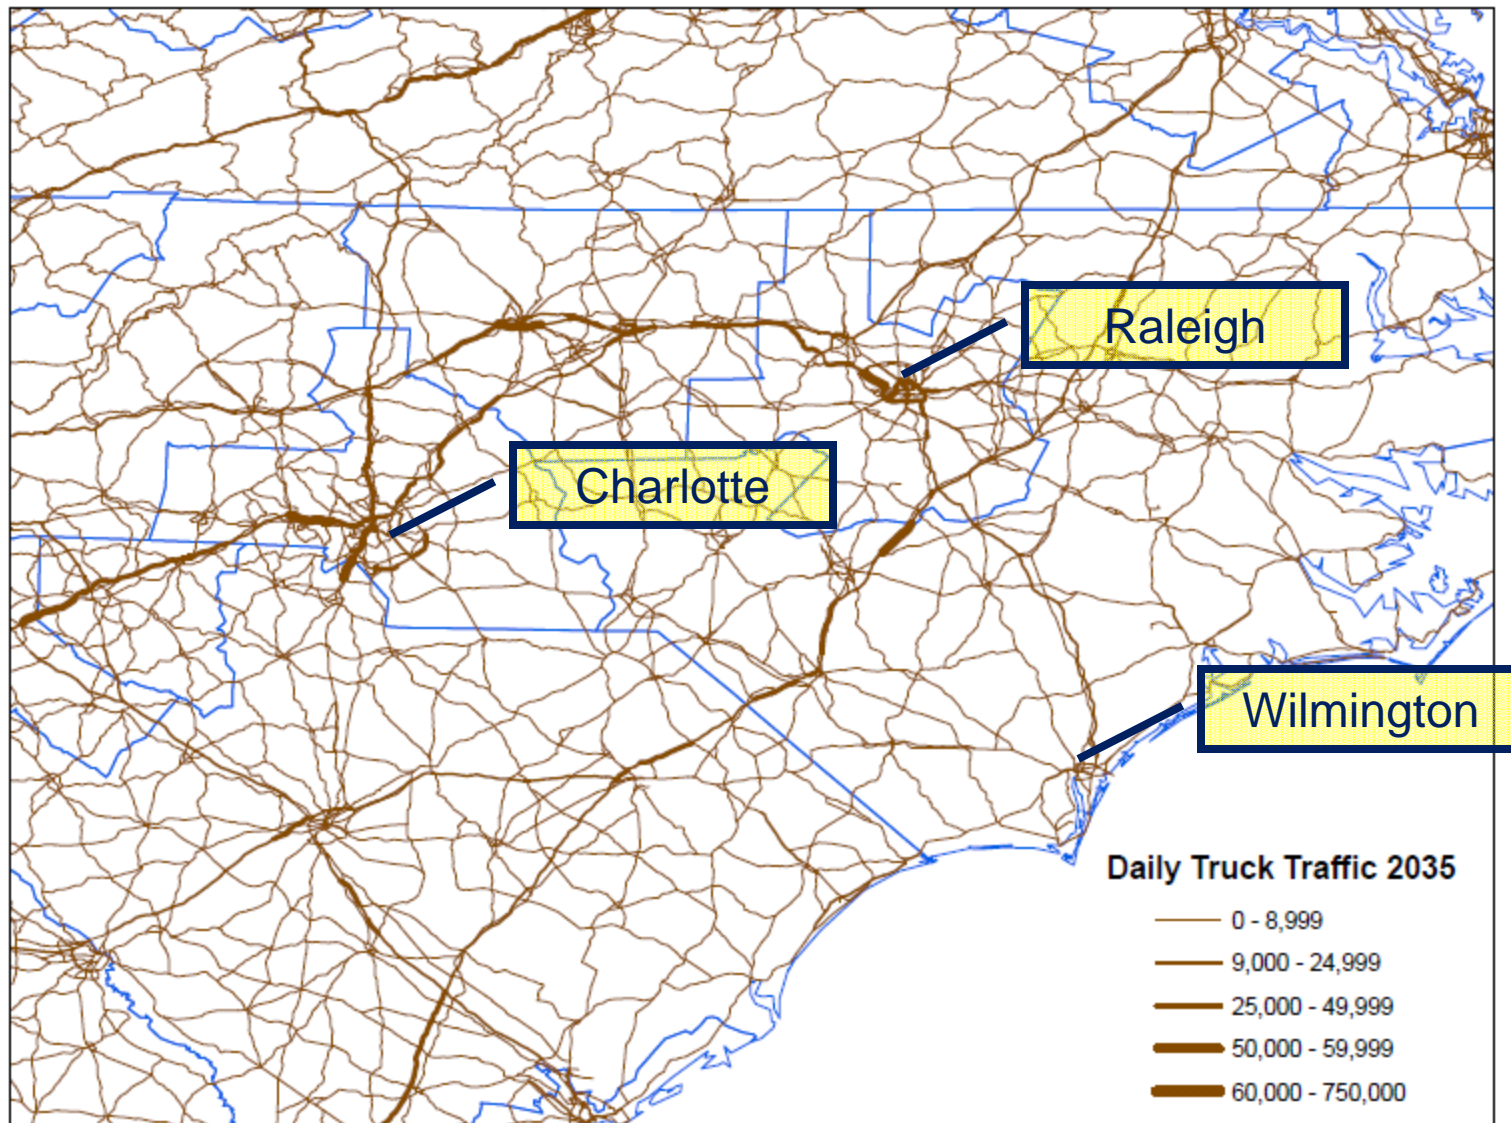 Raleigh
Charlotte
Wilmington
Daily Truck Traffic 2035
0 - 8,999
9,000 - 24,999
25,000 - 49,999
50,000 - 59,999
60,000 - 750,000